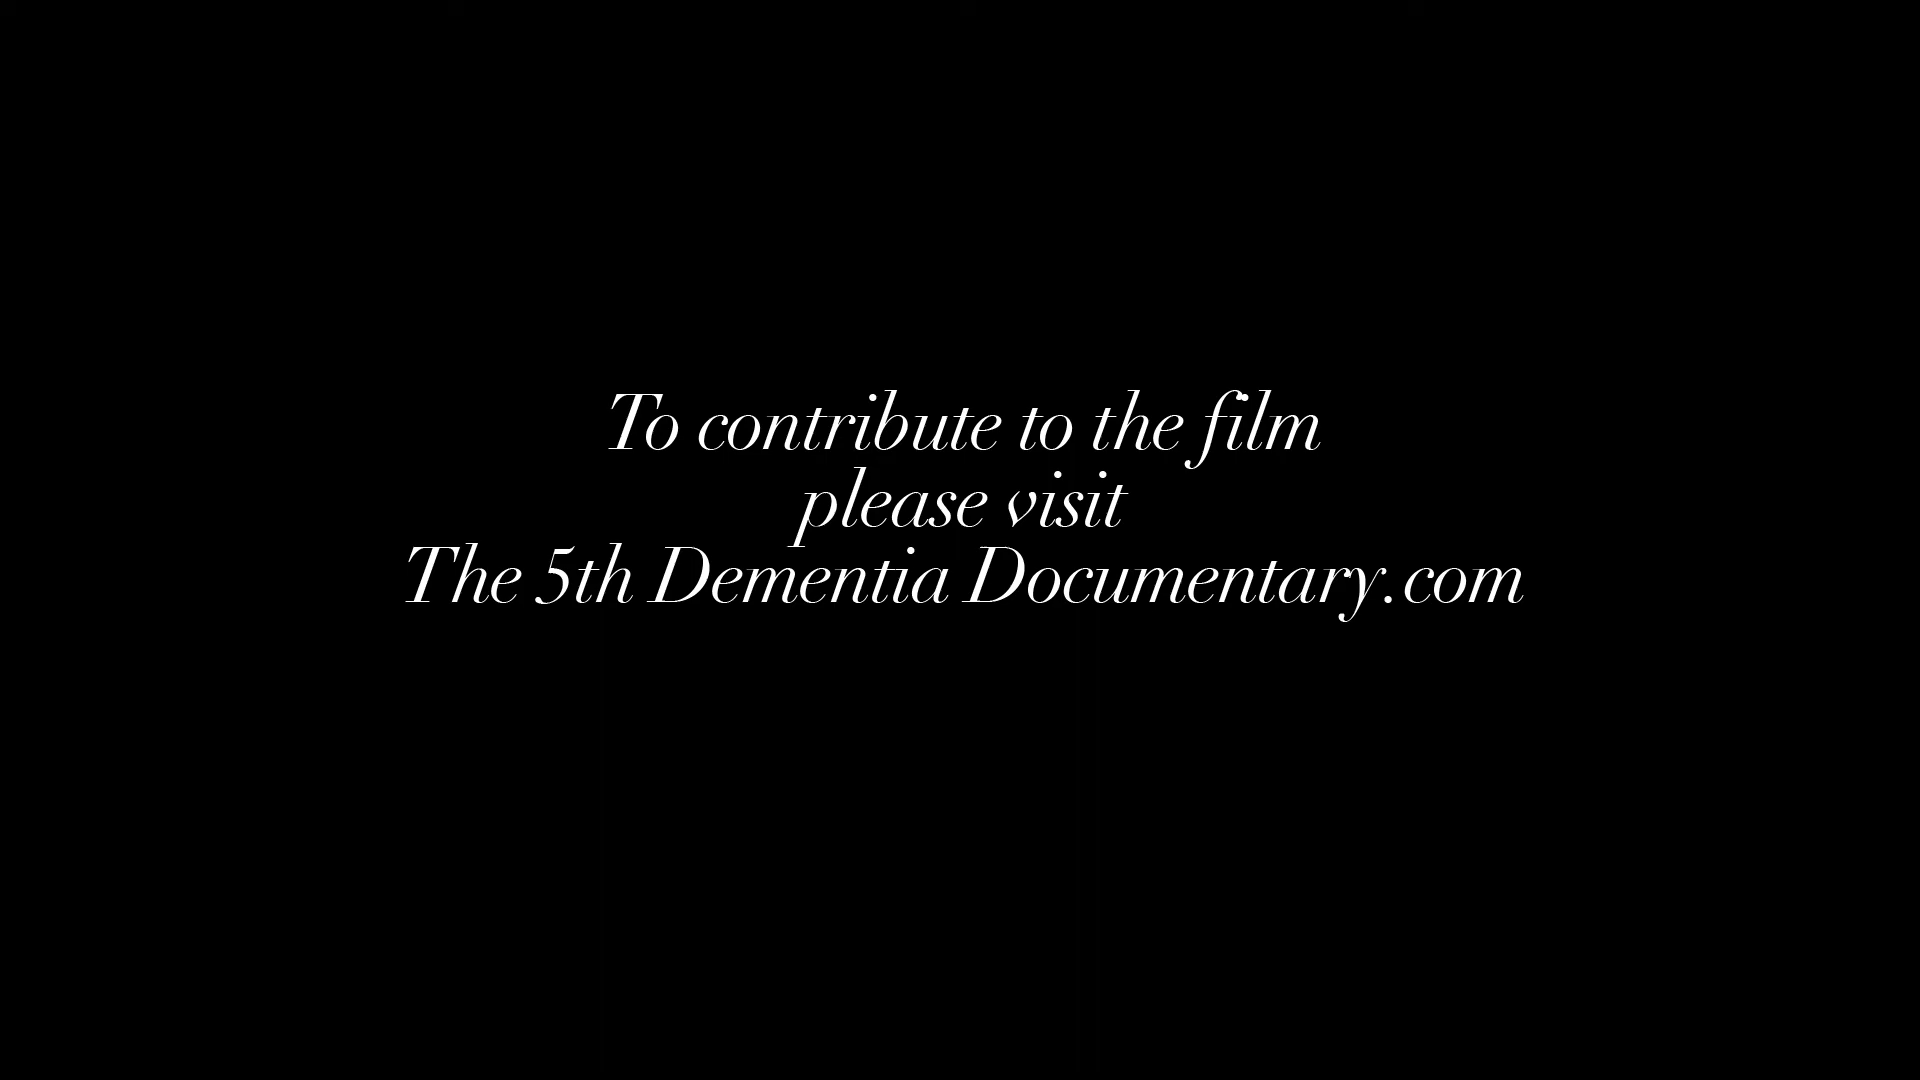 To contribute to the film
please visit
The 5th Dementia Documentary.com